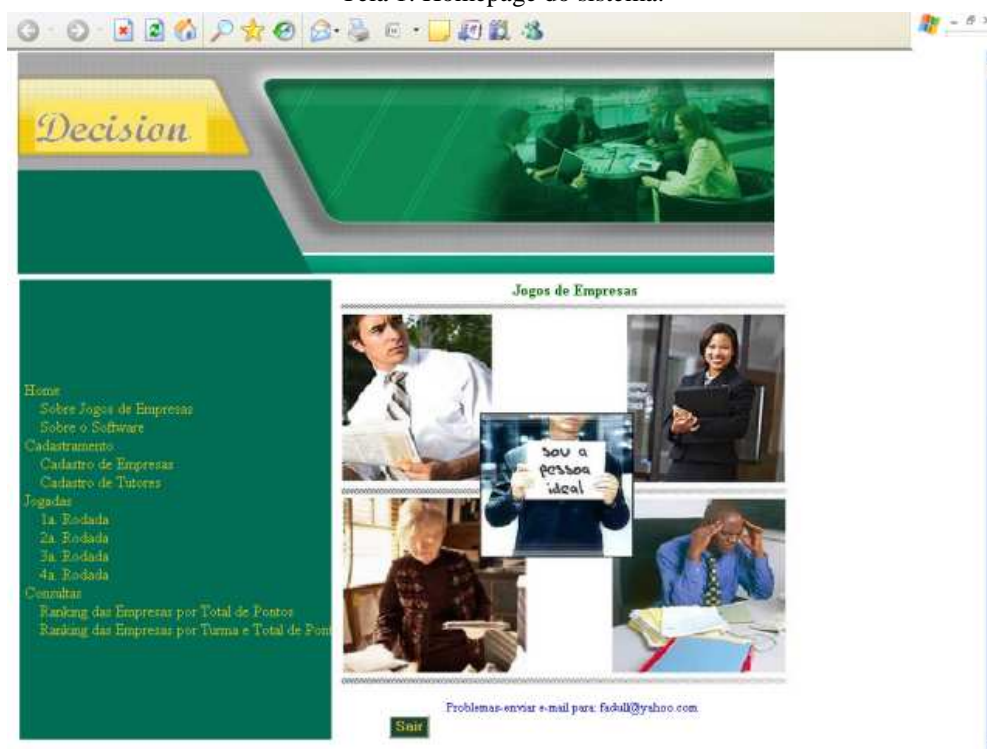 Tela 1: Homepage do sistema.
Decision
Jogos de Empresas
Home
Sobre Jogos de Empresas
Sobre o Software
Cadastramento
Cadastro de Empresas
Cadastro de Tutores
Jogadas
1a. Rodada
2a. Rodada
3a. Rodada
4a. Rodada
Consultas
Ranking das Empresas por Total de Pontos
Ranking das Empresas por Turma e Total de Pont
sou a
pessoa
ideal
Problemas-enviar e-mail para: fadull@yahoo.com
Sair